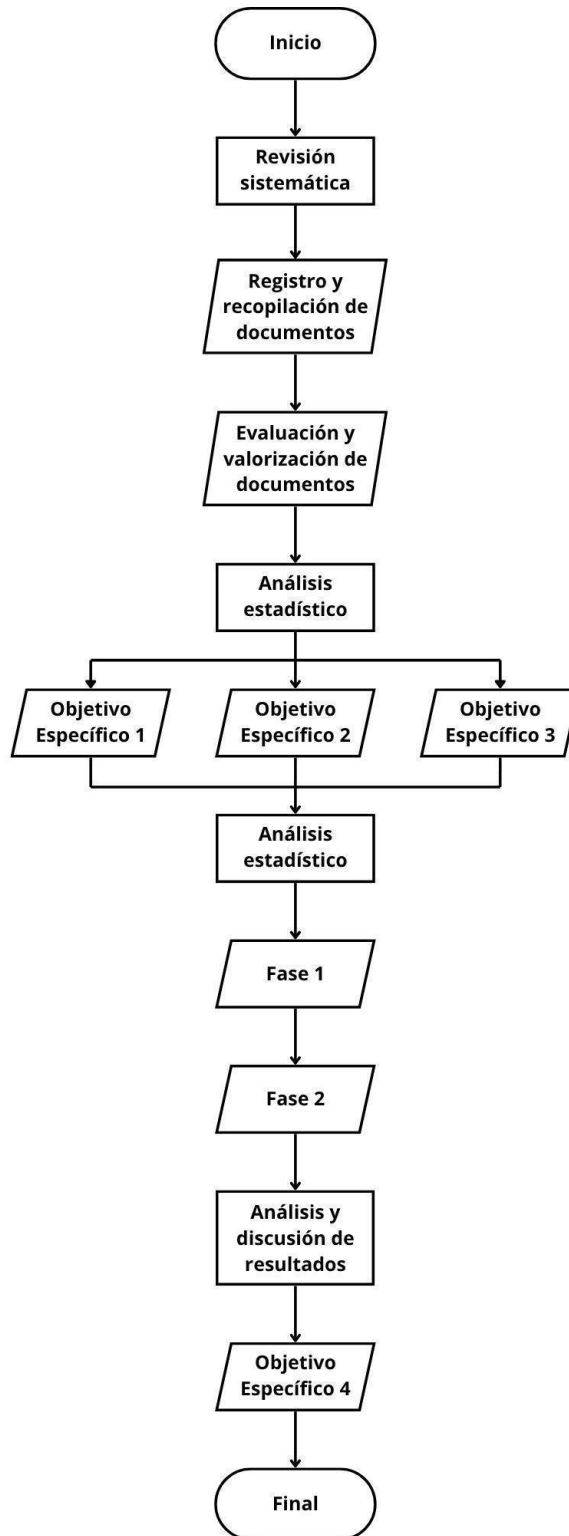 Inicio
Revisión
sistemática
Registro y
recopilación de
documentos
Evaluación y
valorización de
documentos
Análisis
estadístico
Objetivo
Específico 1
Objetivo
Específico 2
Objetivo
Específico 3
Análisis
estadístico
Fase 1
Fase 2
Análisis y
discusión de
resultados
Objetivo
Específico 4
Final